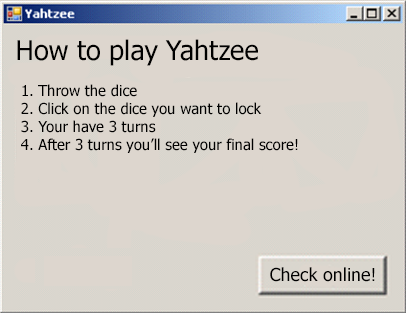 Yahtzee
How to play Yahtzee
1. Throw the dice
2. Click on the dice you want to lock
3. Your have 3 turns
4. After 3 turns you'll see your final score!
Check online!